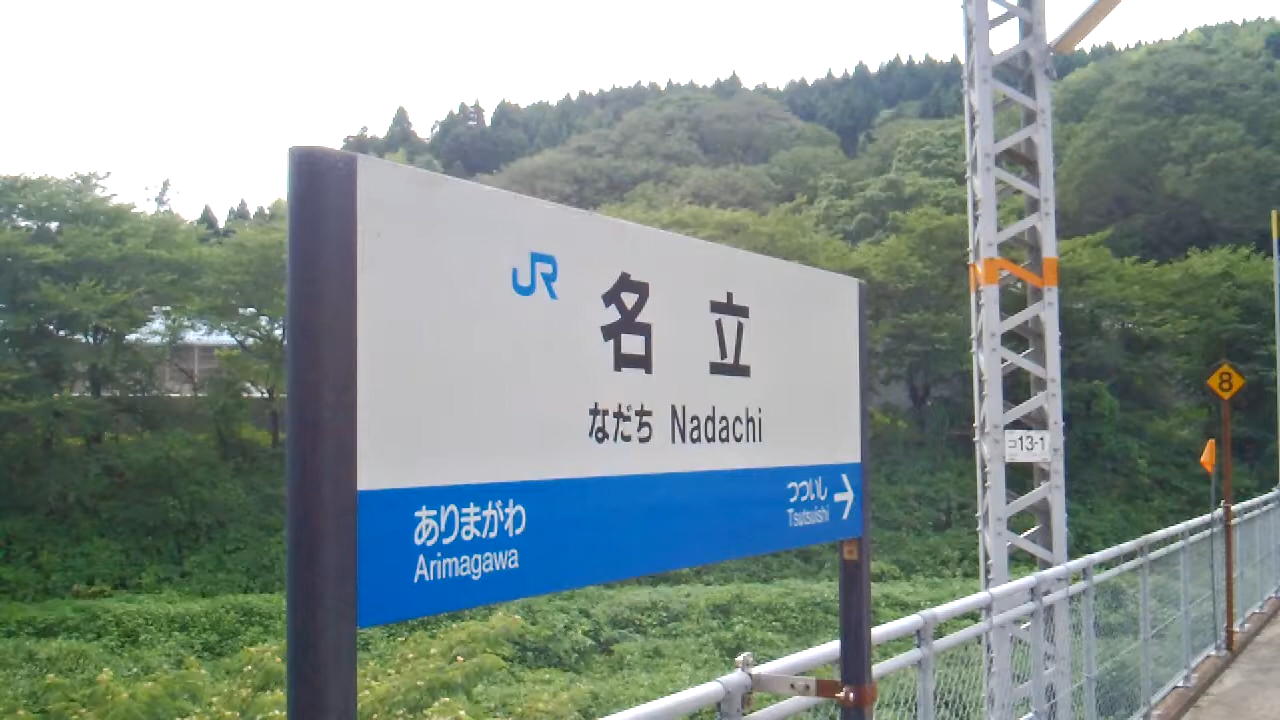 JR 名立
なだち Nadachi
ありまがわ
Arimagawa
つついし →
Tsutsuishi
コ13-1
8